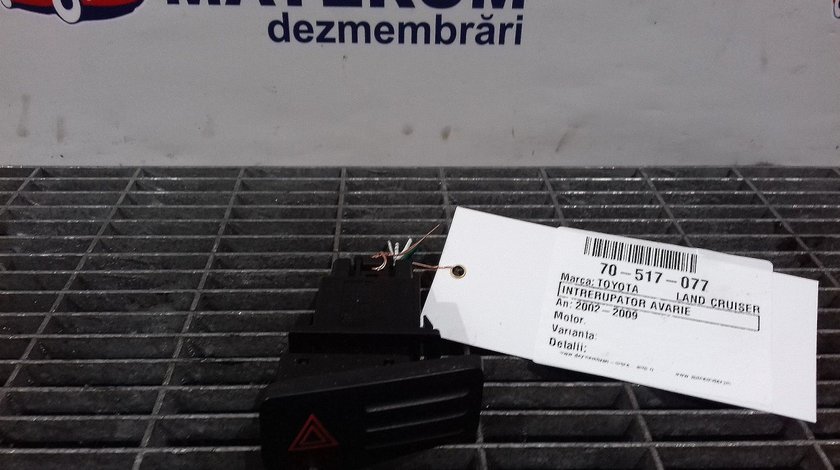 dezmembrări
70-517-077
Marca: TOYOTA LAND CRUISER
INTRERUPATOR AVARIE
An: 2002 - 2009
Motor:
Varianta:
Detalii: